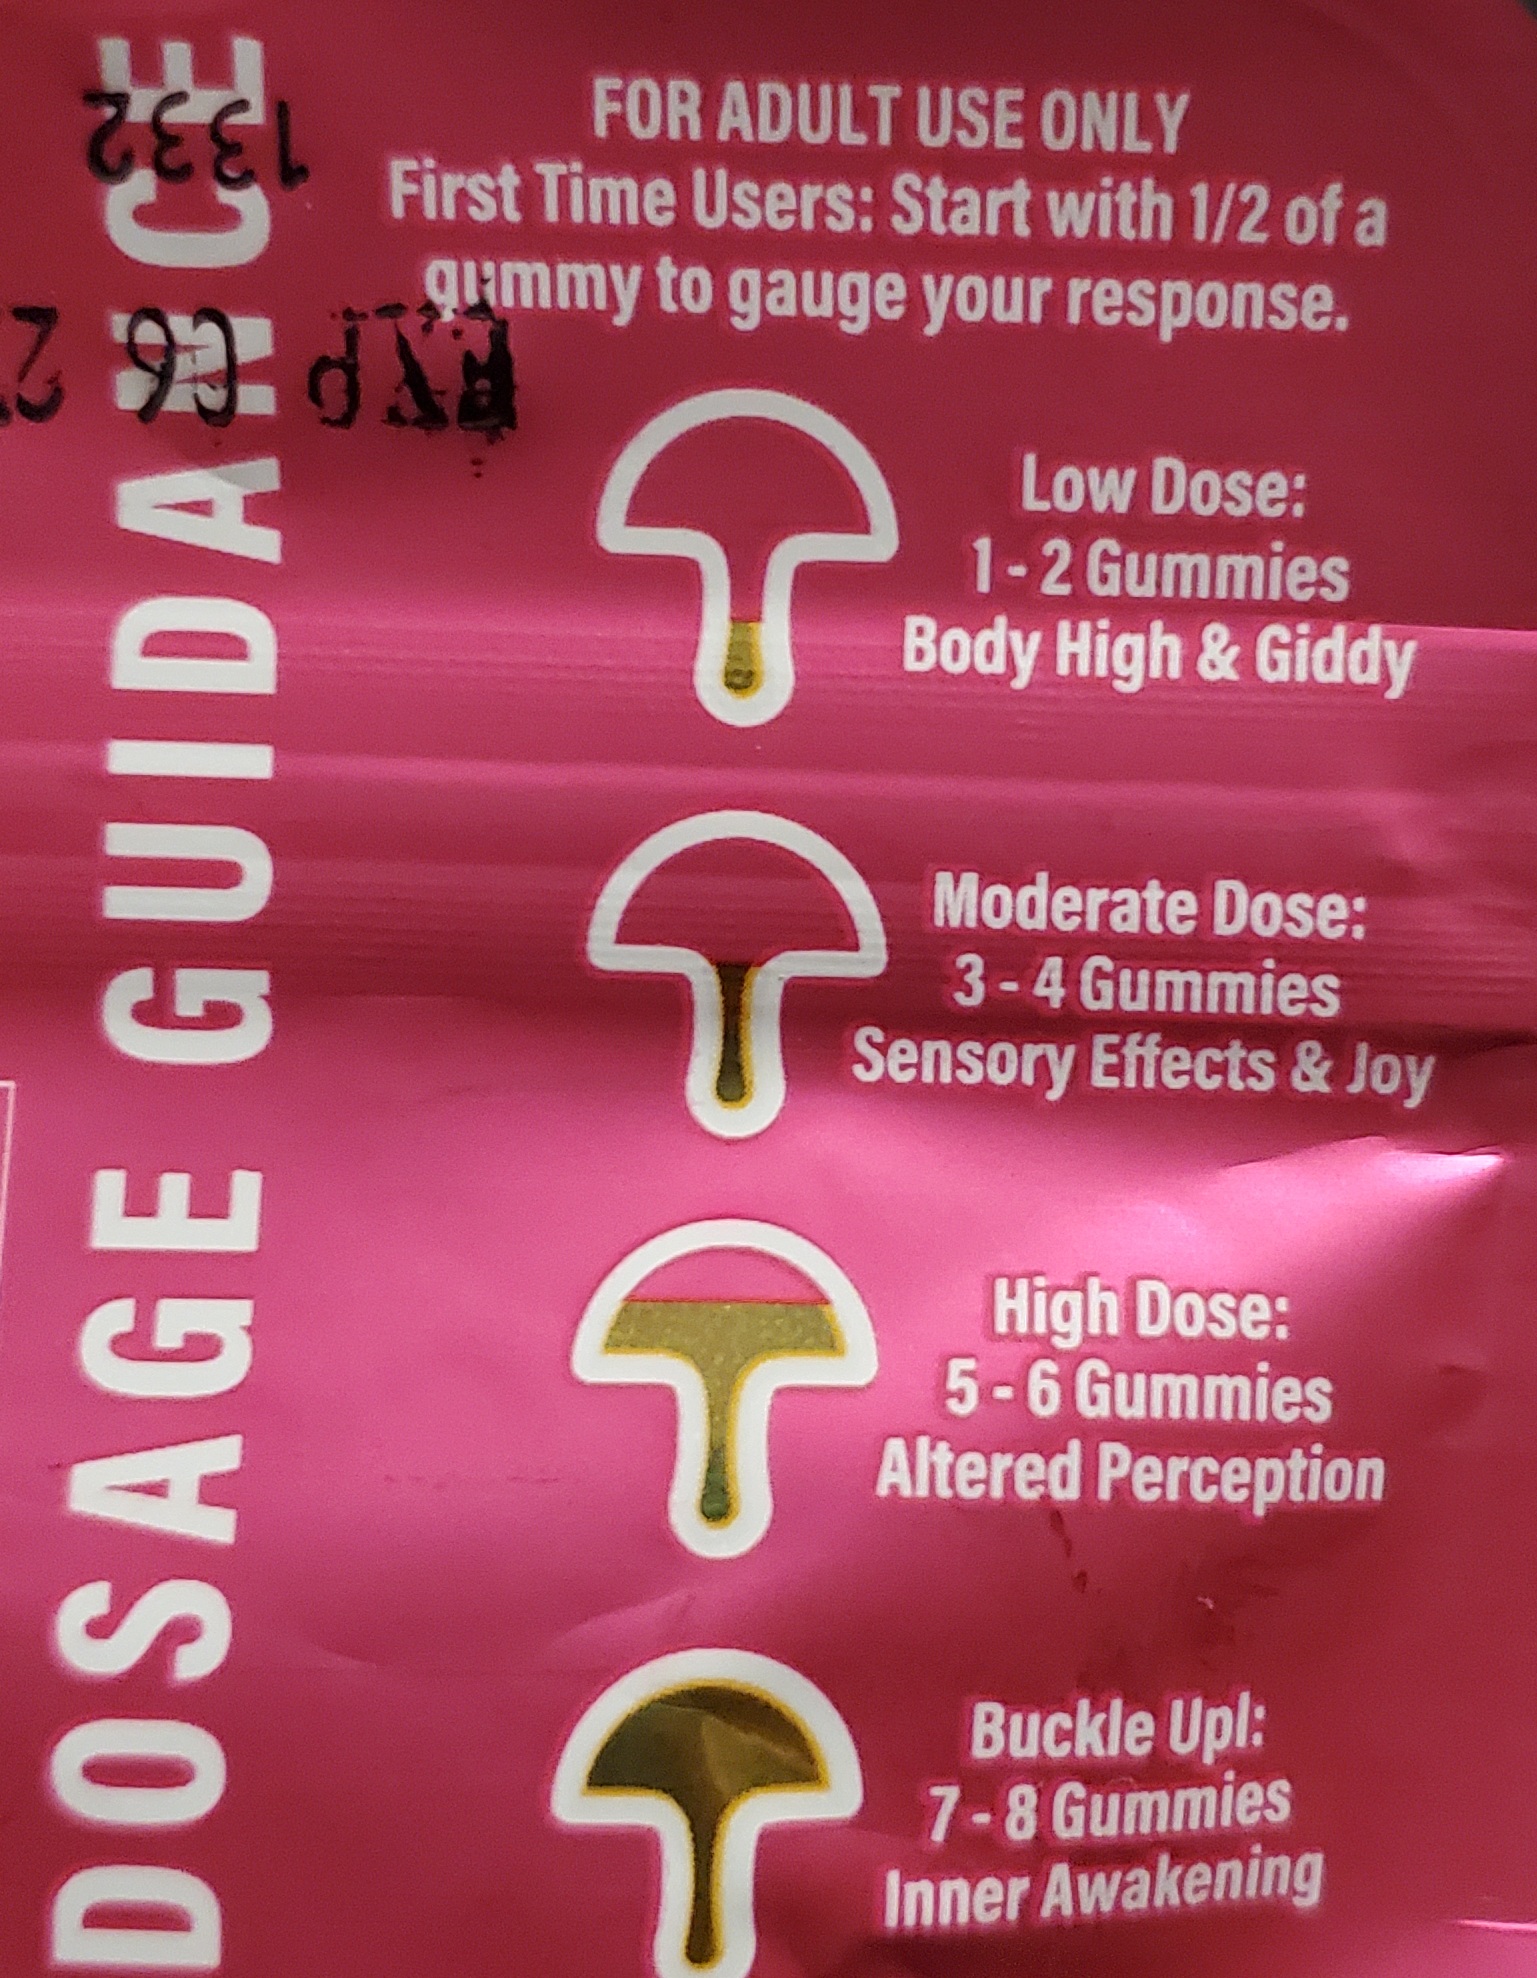 DOSAGE GUIDANCE
FOR ADULT USE ONLY
First Time Users: Start with 1/2 of a
gummy to gauge your response.
Low Dose:
1 - 2 Gummies
Body High & Giddy
Moderate Dose:
3 - 4 Gummies
Sensory Effects & Joy
High Dose:
5 - 6 Gummies
Altered Perception
Buckle Upl:
7 - 8 Gummies
Inner Awakening
EXP 06
1332